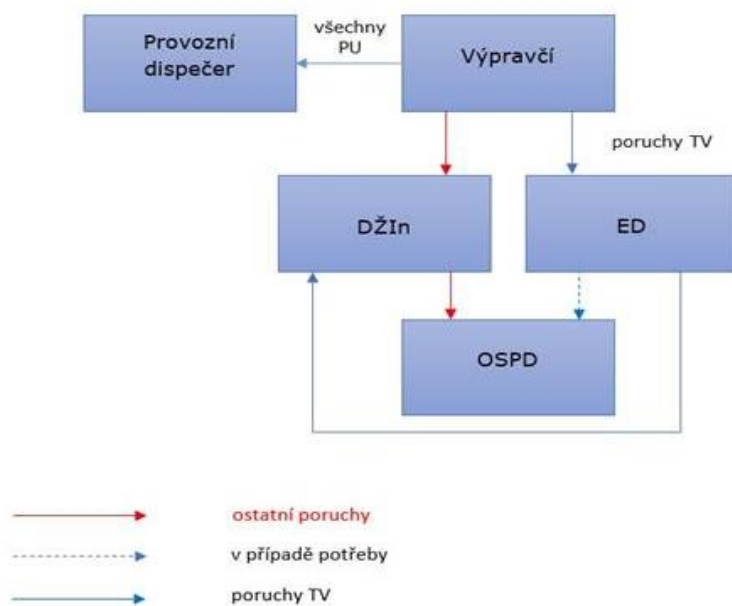 Provozní
dispečer
všechny
PU
Výpravčí
poruchy TV
DŽIn
ED
OSPD
ostatní poruchy
v případě potřeby
poruchy TV